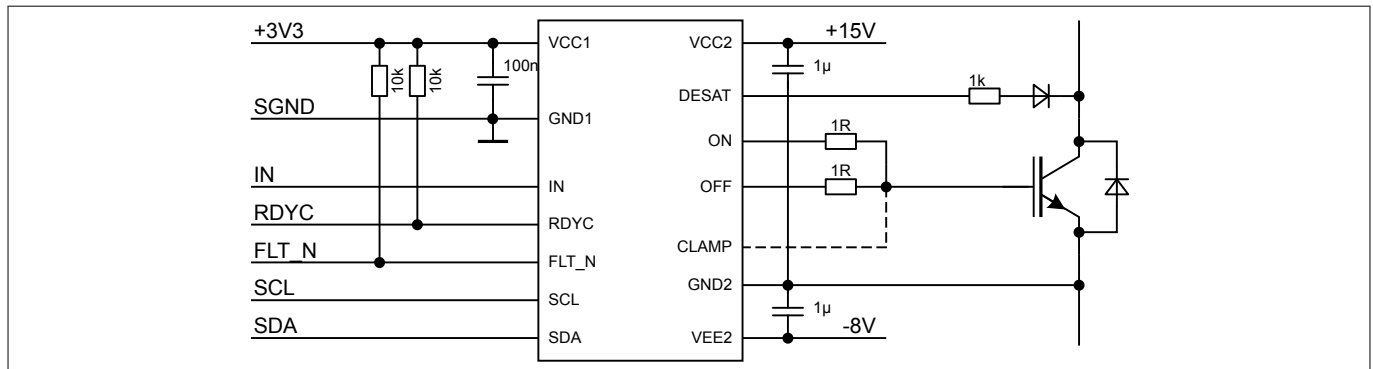 +3V3
VCC1
VCC2
+15V
10k
10k
100n
1µ
1k
DESAT
SGND
GND1
1R
ON
IN
IN
1R
OFF
RDYC
RDYC
FLT_N
FLT_N
CLAMP
SCL
SCL
GND2
1µ
SDA
SDA
VEE2
-8V